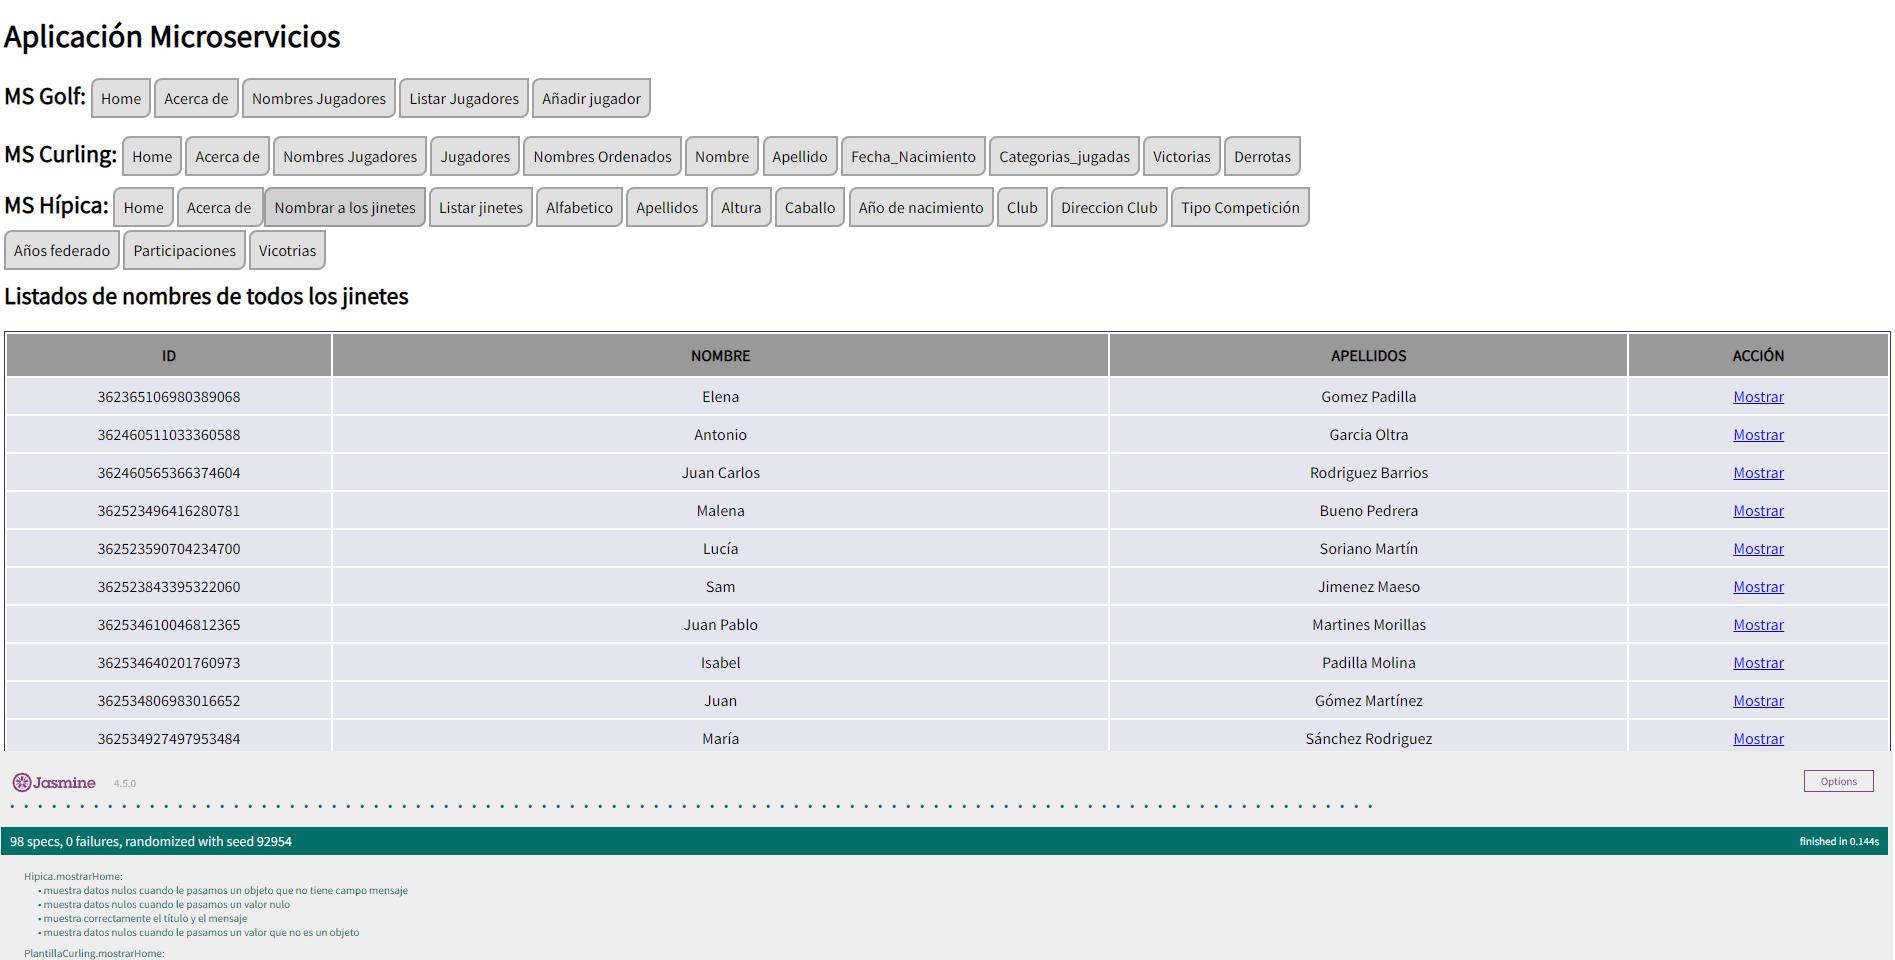 Aplicación Microservicios
MS Golf: Home Acerca de Nombres Jugadores Listar Jugadores Añadir jugador
MS Curling: Home Acerca de Nombres Jugadores Jugadores Nombres Ordenados Nombre Apellido Fecha_Nacimiento Categorias_jugadas Victorias Derrotas
MS Hípica: Home Acerca de Nombrar a los jinetes Listar jinetes Alfabetico Apellidos Altura Caballo Año de nacimiento Club Direccion Club Tipo Competición
Años federado Participaciones Vicotrias
Listados de nombres de todos los jinetes
ID NOMBRE APELLIDOS ACCIÓN
362365106980389068 Elena Gomez Padilla Mostrar
362460511033360588 Antonio Garcia Oltra Mostrar
362460565366374604 Juan Carlos Rodriguez Barrios Mostrar
362523496416280781 Malena Bueno Pedrera Mostrar
362523590704234700 Lucía Soriano Martín Mostrar
362523843395322060 Sam Jimenez Maeso Mostrar
362534610046812365 Juan Pablo Martines Morillas Mostrar
362534640201760973 Isabel Padilla Molina Mostrar
362534806983016652 Juan Gómez Martínez Mostrar
362534927497953484 María Sánchez Rodriguez Mostrar
Jasmine 4.5.0 Options
98 specs, 0 failures, randomized with seed 92954 finished in 0.144s
Hipica.mostrarHome:
• muestra datos nulos cuando le pasamos un objeto que no tiene campo mensaje
• muestra datos nulos cuando le pasamos un valor nulo
• muestra correctamente el título y el mensaje
• muestra datos nulos cuando le pasamos un valor que no es un objeto
PlantillaCurling.mostrarHome: